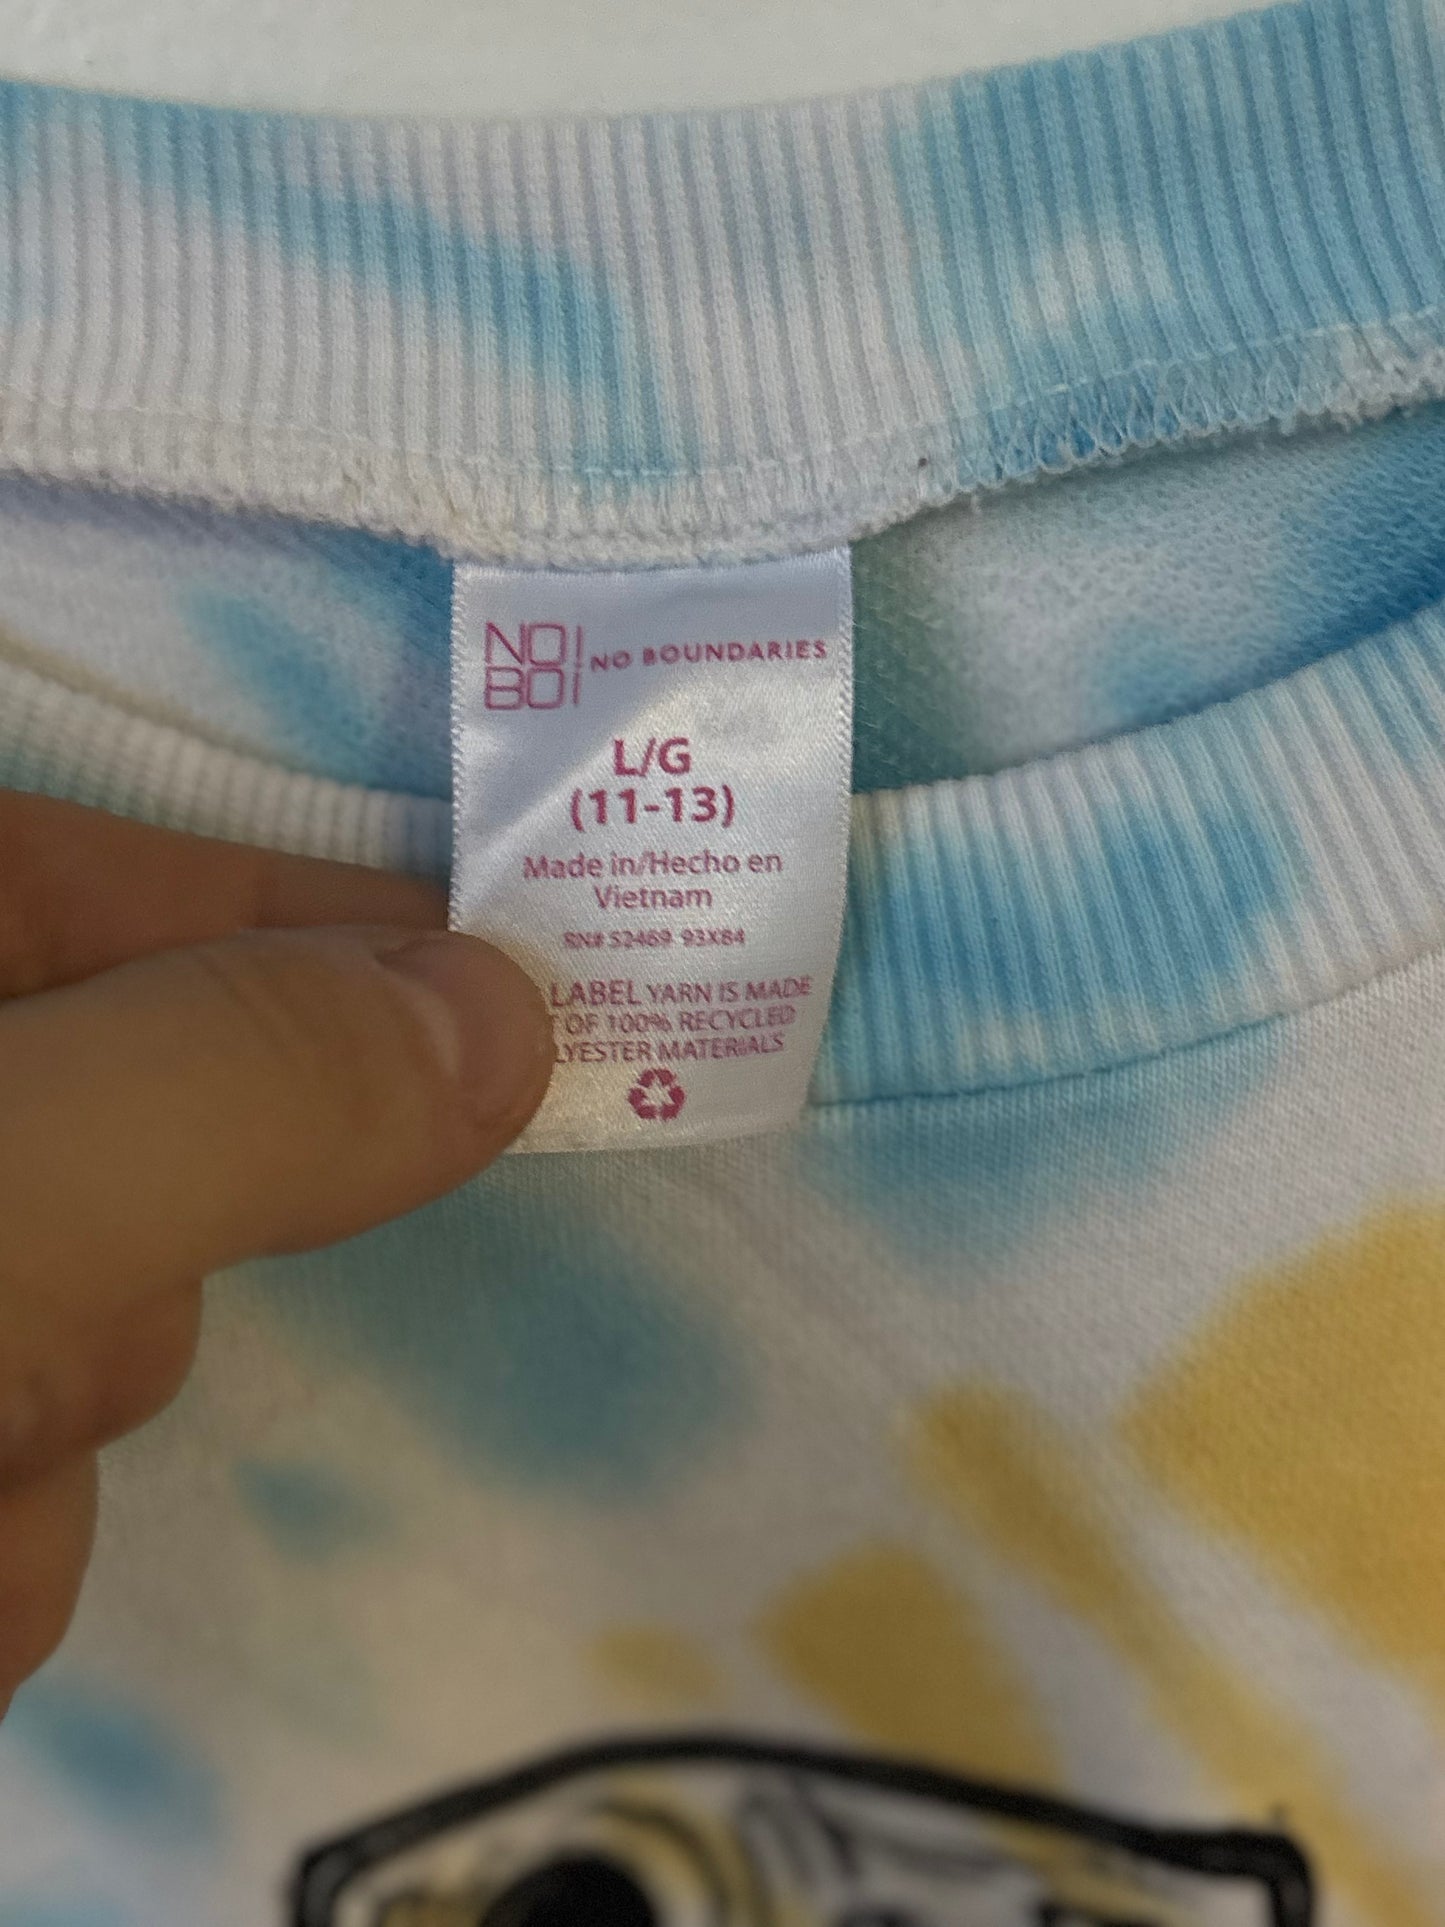 NO
BO
NO BOUNDARIES
L/G
(11-13)
Made in/Hecho en
Vietnam
RN# 52469 93X84
LABEL YARN IS MADE
OF 100% RECYCLED
LYESTER MATERIALS